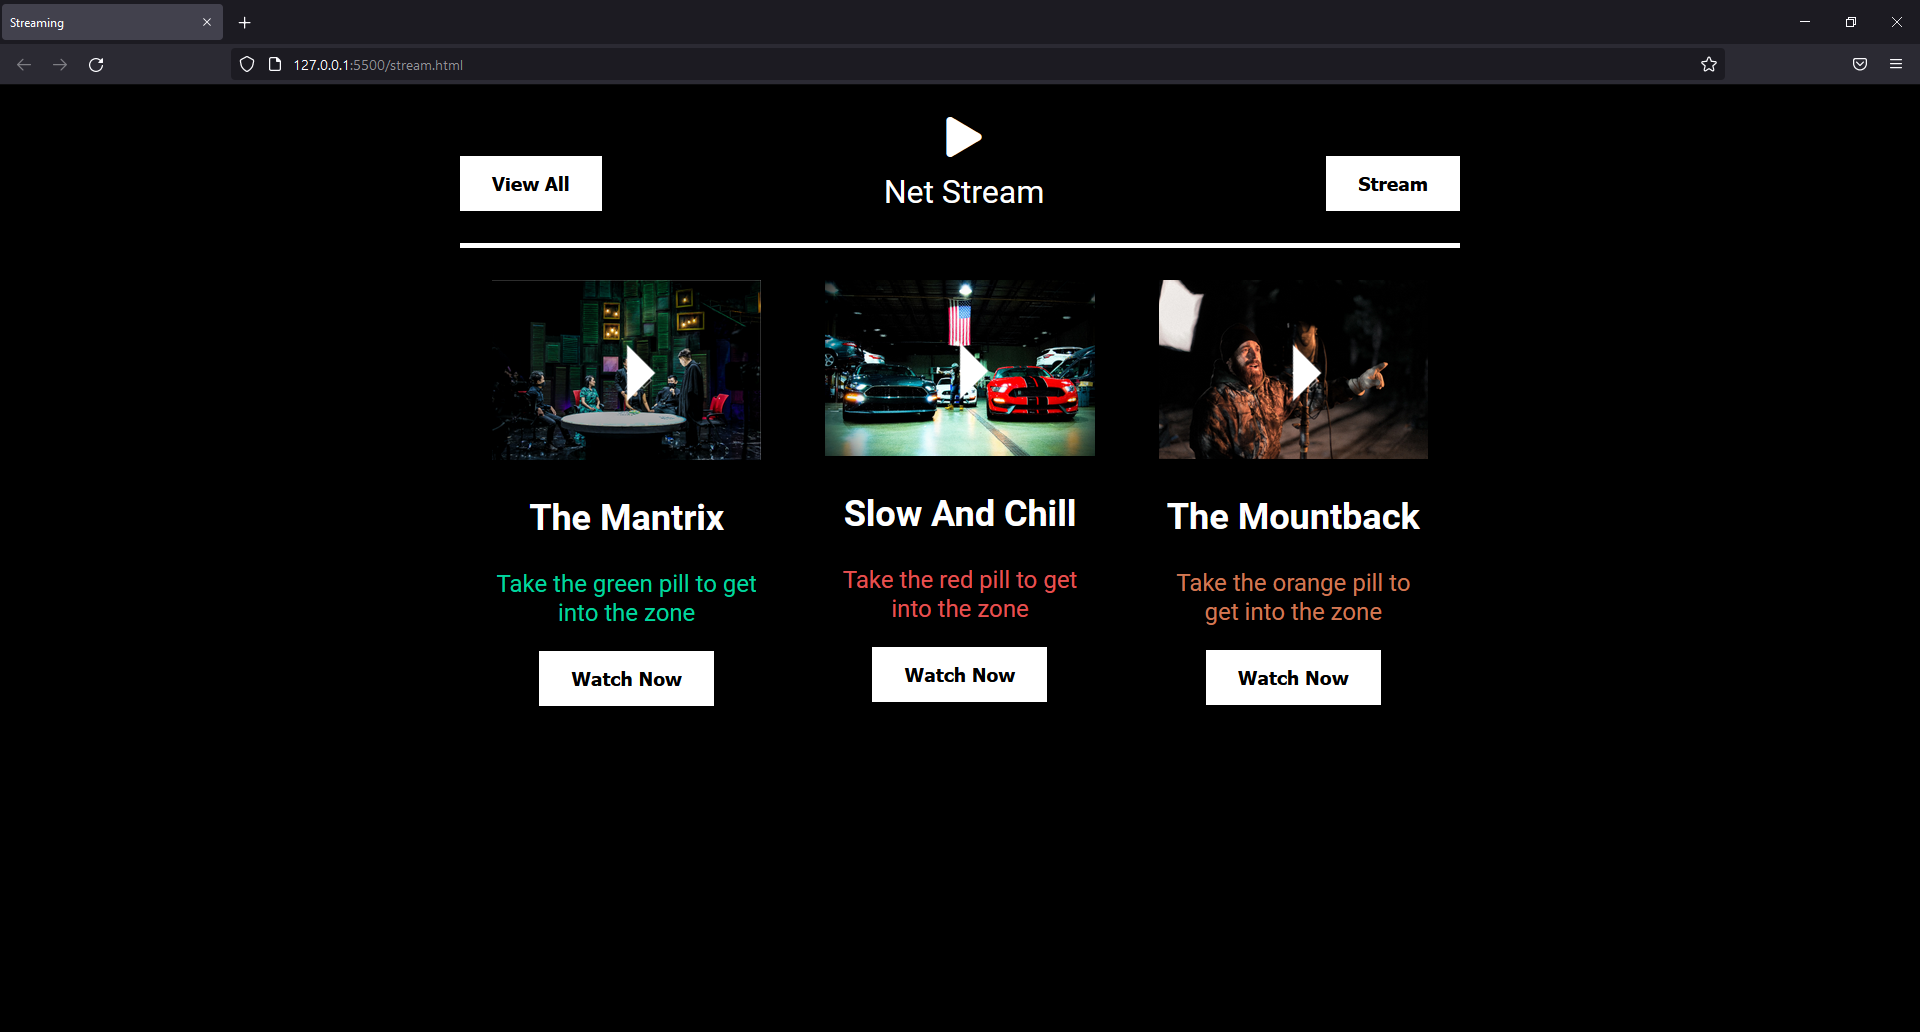 Streaming
127.0.0.1:5500/stream.html
View All
Net Stream
Stream
The Mantrix
Take the green pill to get
into the zone
Watch Now
Slow And Chill
Take the red pill to get
into the zone
Watch Now
The Mountback
Take the orange pill to
get into the zone
Watch Now